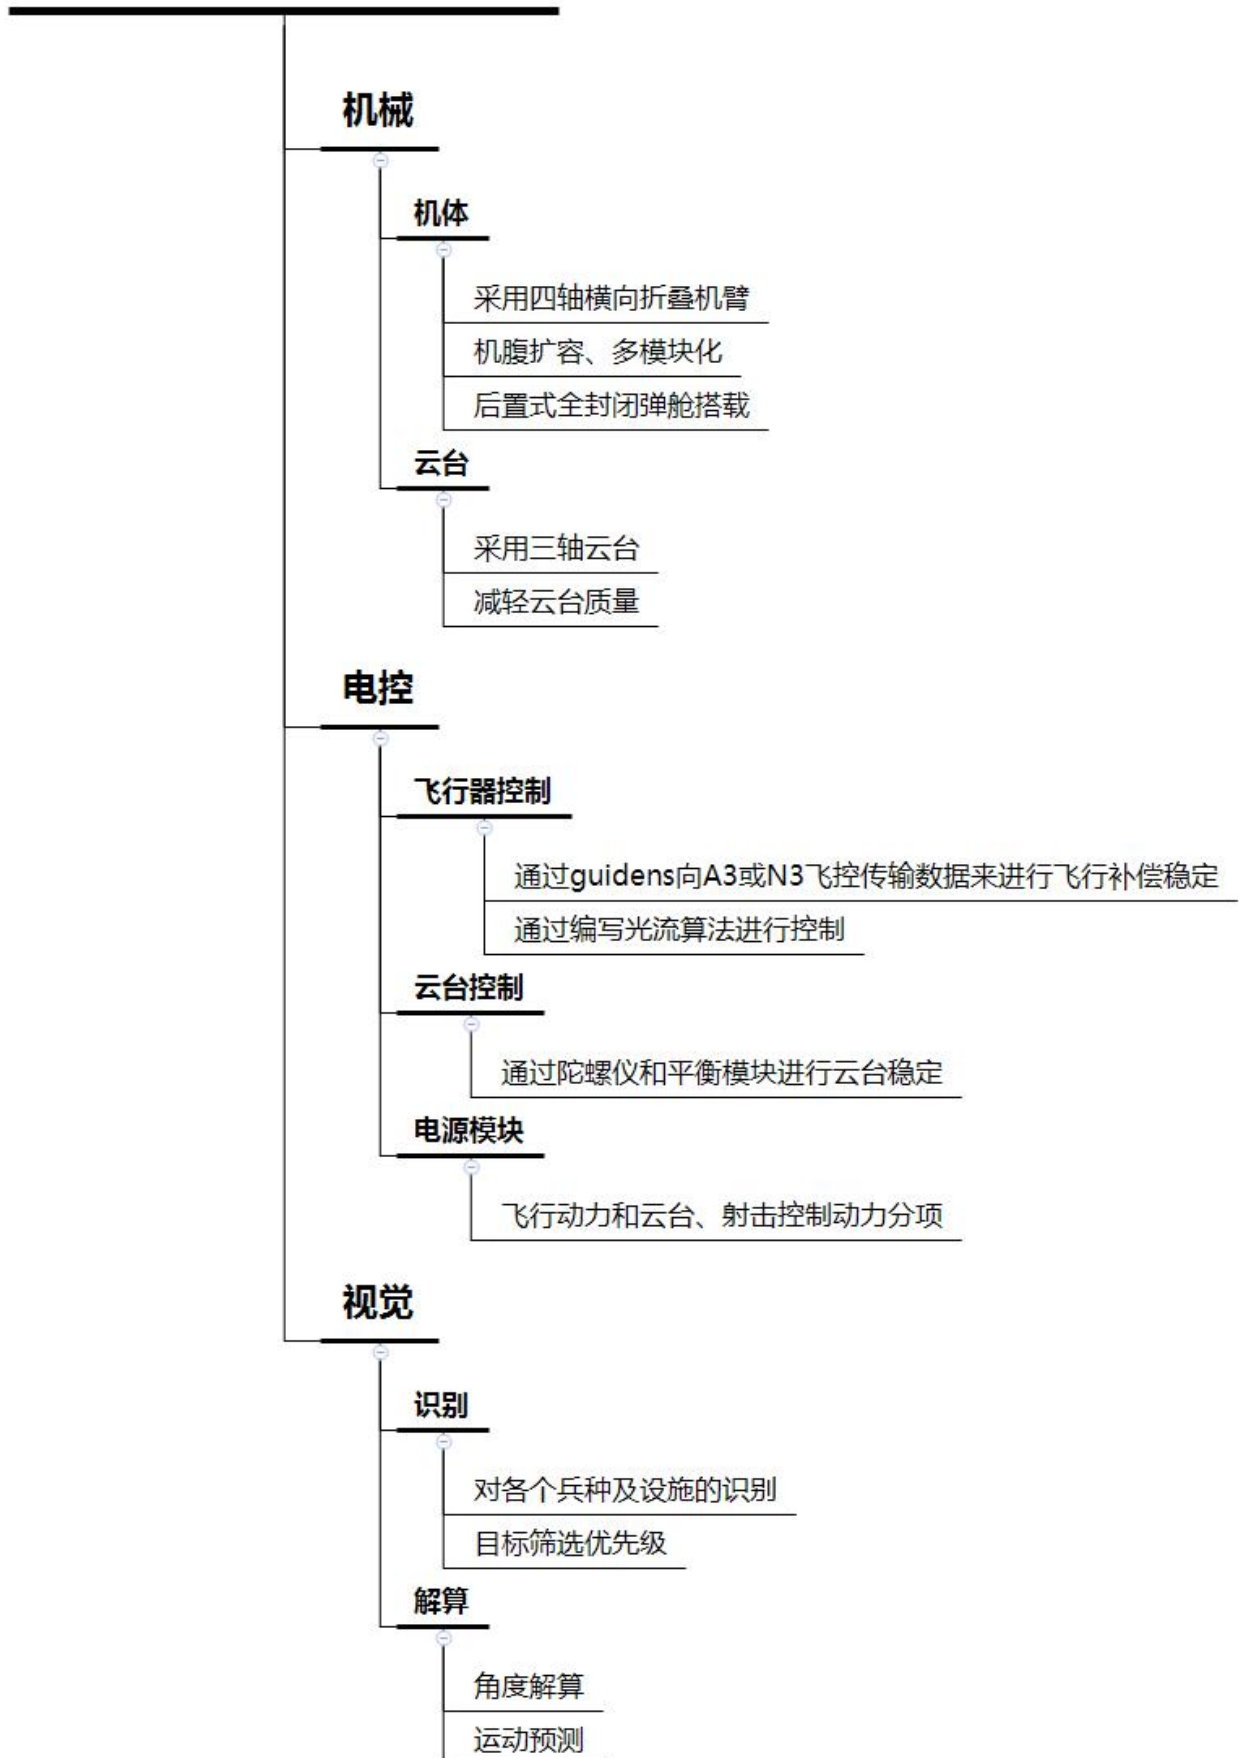 机械
机体
采用四轴横向折叠机臂
机腹扩容、多模块化
后置式全封闭弹舱搭载
云台
采用三轴云台
减轻云台质量
电控
飞行器控制
通过guidens向A3或N3飞控传输数据来进行飞行补偿稳定
通过编写光流算法进行控制
云台控制
通过陀螺仪和平衡模块进行云台稳定
电源模块
飞行动力和云台、射击控制动力分项
视觉
识别
对各个兵种及设施的识别
目标筛选优先级
解算
角度解算
运动预测